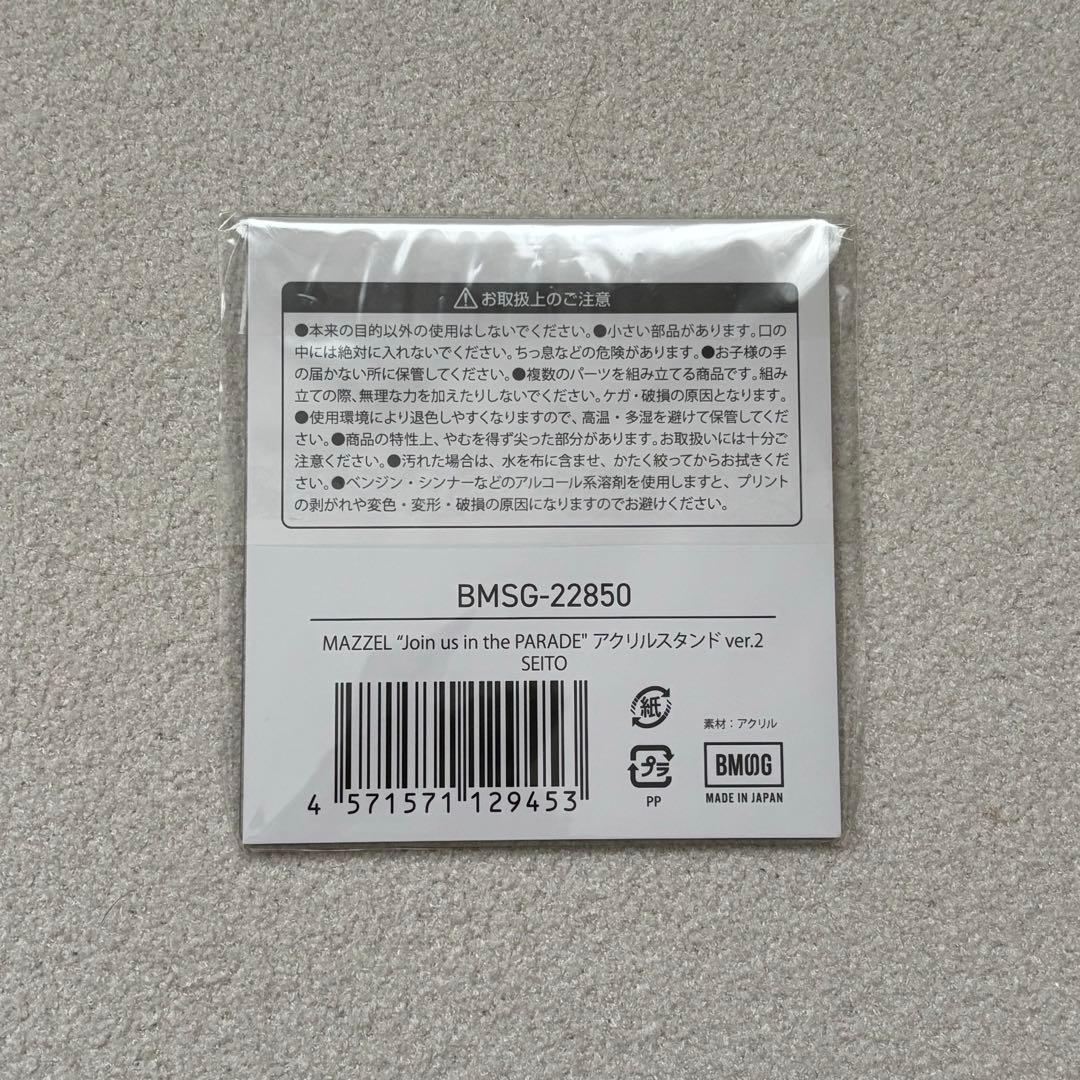 ⚠お取扱上のご注意
●本来の目的以外の使用はしないでください。●小さい部品があります。口の
中には絶対に入れないでください。ちっ息などの危険があります。●お子様の手
の届かない所に保管してください。●複数のパーツを組み立てる商品です。組み
立ての際、無理な力を加えたりしないでください。ケガ・破損の原因となります。
●使用環境により退色しやすくなりますので、高温・多湿を避けて保管してくだ
さい。●商品の特性上、やむを得ず尖った部分があります。お取扱いには十分ご
注意ください。●汚れた場合は、水を布に含ませ、かたく絞ってからお拭きくだ
さい。●ベンジン・シンナーなどのアルコール系溶剤を使用しますと、プリント
の剥がれや変色・変形・破損の原因になりますのでお避けください。
BMSG-22850
MAZZEL “Join us in the PARADE" アクリルスタンド ver.2
SEITO
4 571571 129453
紙
プラ
PP
素材：アクリル
BMSG
MADE IN JAPAN